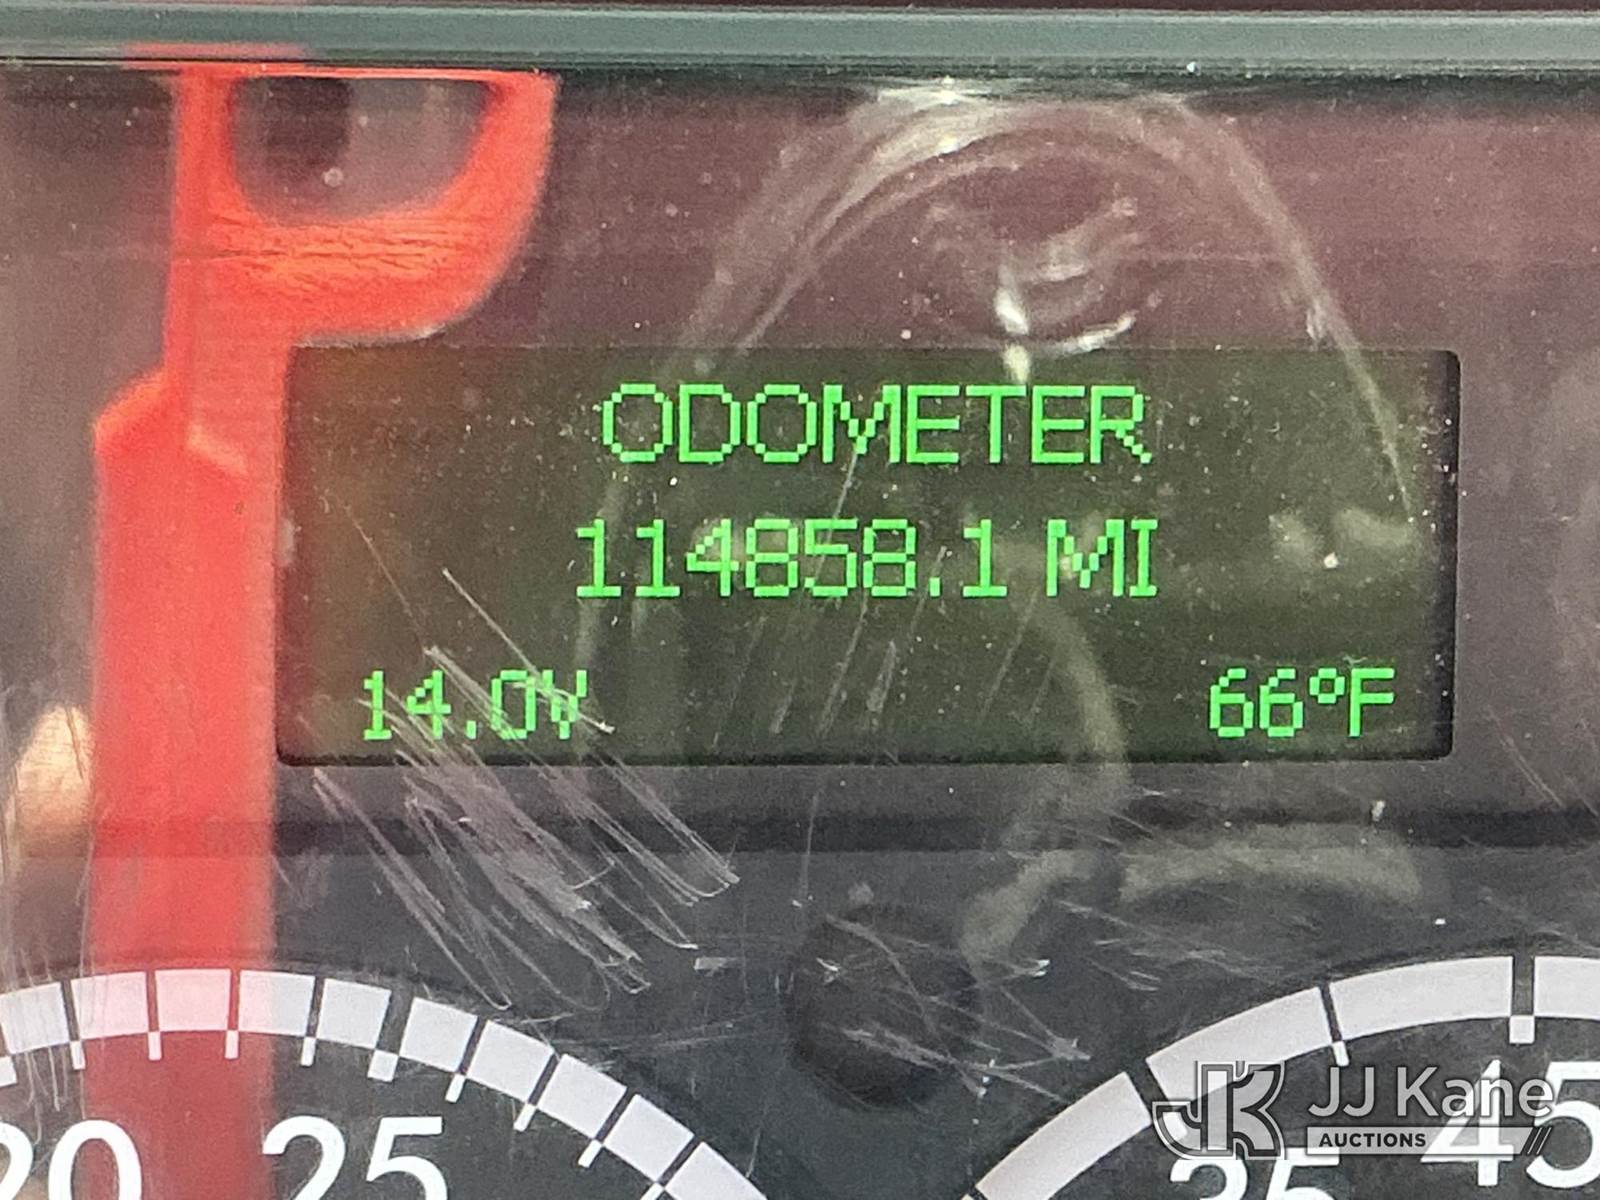 ODOMETER
114858.1 MI
14.0V 66°F
20 25 35 45
JJ Kane
AUCTIONS